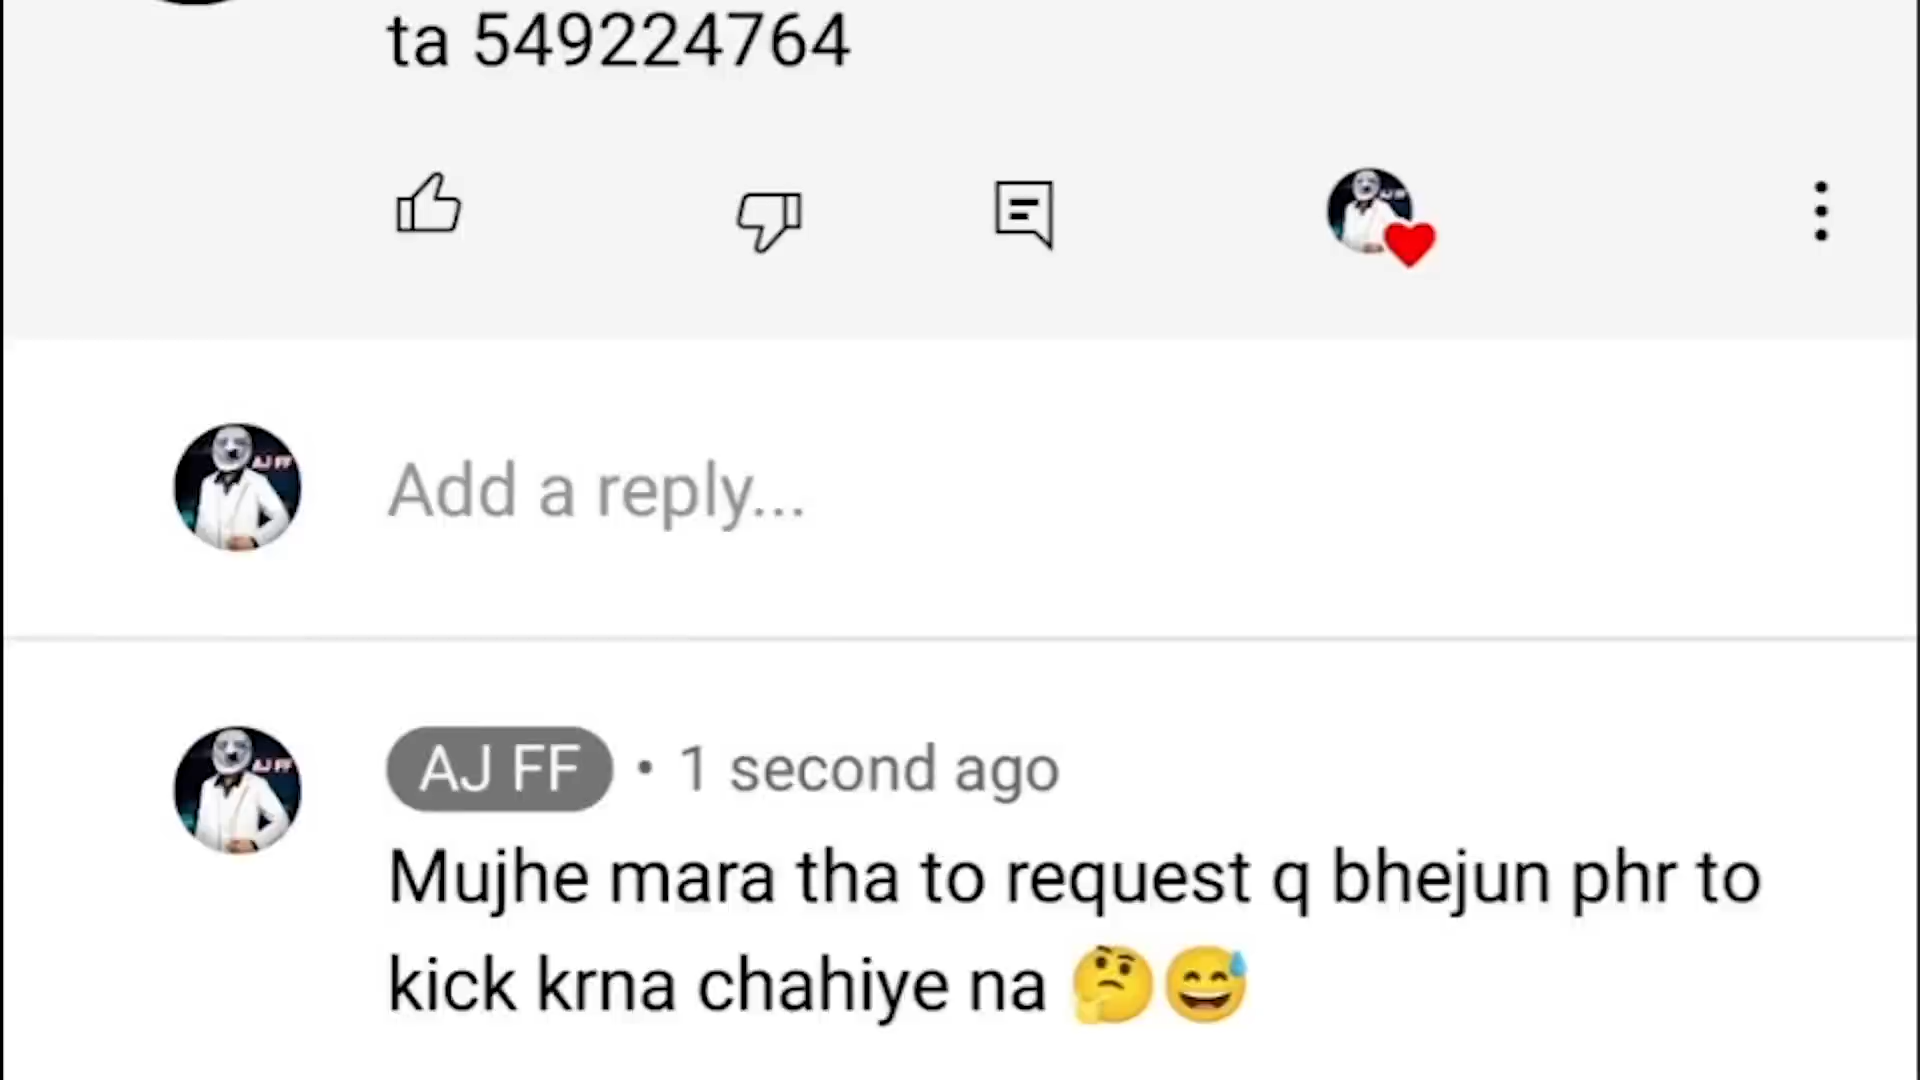 ta 549224764
Add a reply...
AJ FF • 1 second ago
Mujhe mara tha to request q bhejun phr to
kick krna chahiye na 🤔😅